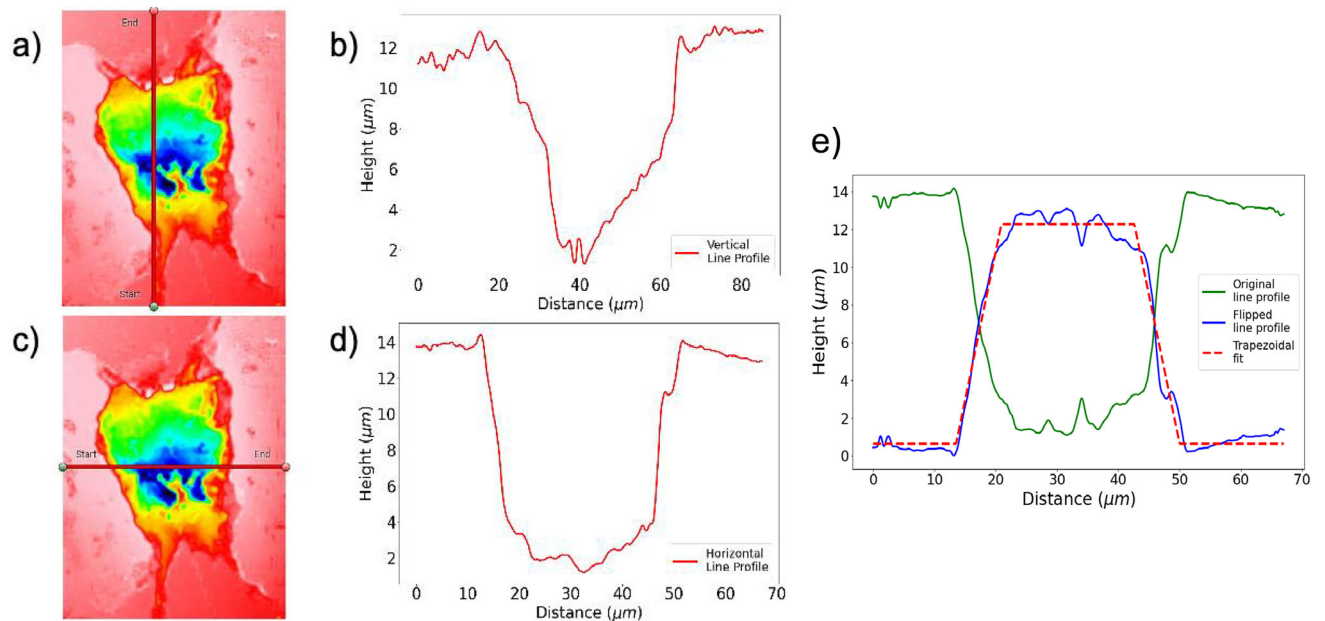 a)
End
Start
b)
Height (μm)
12
10
8
6
4
2
0
20
40
60
80
Distance (μm)
Vertical
Line Profile
c)
Start
End
d)
Height (μm)
14
12
10
8
6
4
2
0
10
20
30
40
50
60
70
Distance (μm)
Horizontal
Line Profile
e)
Height (μm)
14
12
10
8
6
4
2
0
0
10
20
30
40
50
60
70
Distance (μm)
Original
line profile
Flipped
line profile
Trapezoidal
fit